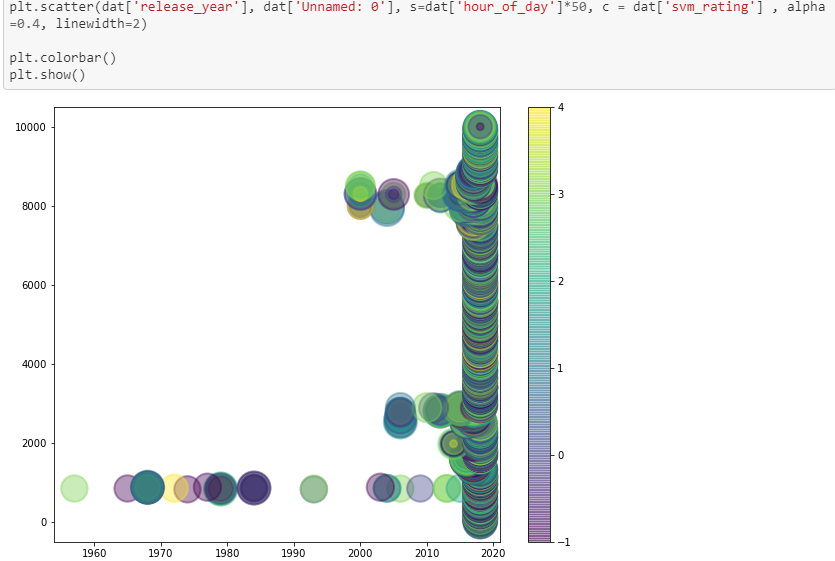 plt.scatter(dat['release_year'], dat['Unnamed: 0'], s=dat['hour_of_day']*50, c = dat['svm_rating'] , alpha
=0.4, linewidth=2)
plt.colorbar()
plt.show()
10000
8000
6000
4000
2000
0
1960 1970 1980 1990 2000 2010 2020
4
3
2
1
0
−1